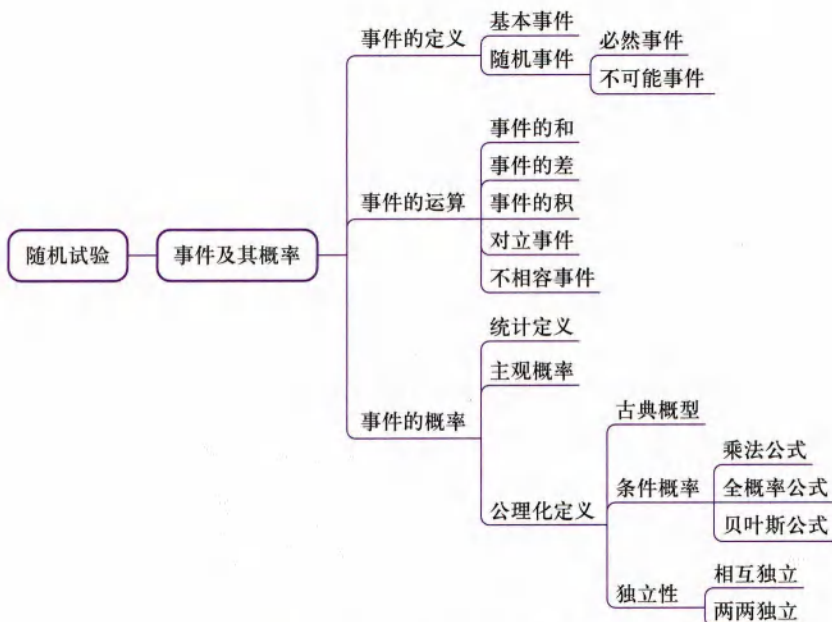 随机试验
事件及其概率
事件的定义
基本事件
随机事件
必然事件
不可能事件
事件的运算
事件的和
事件的差
事件的积
对立事件
不相容事件
事件的概率
统计定义
主观概率
公理化定义
古典概型
条件概率
乘法公式
全概率公式
贝叶斯公式
独立性
相互独立
两两独立